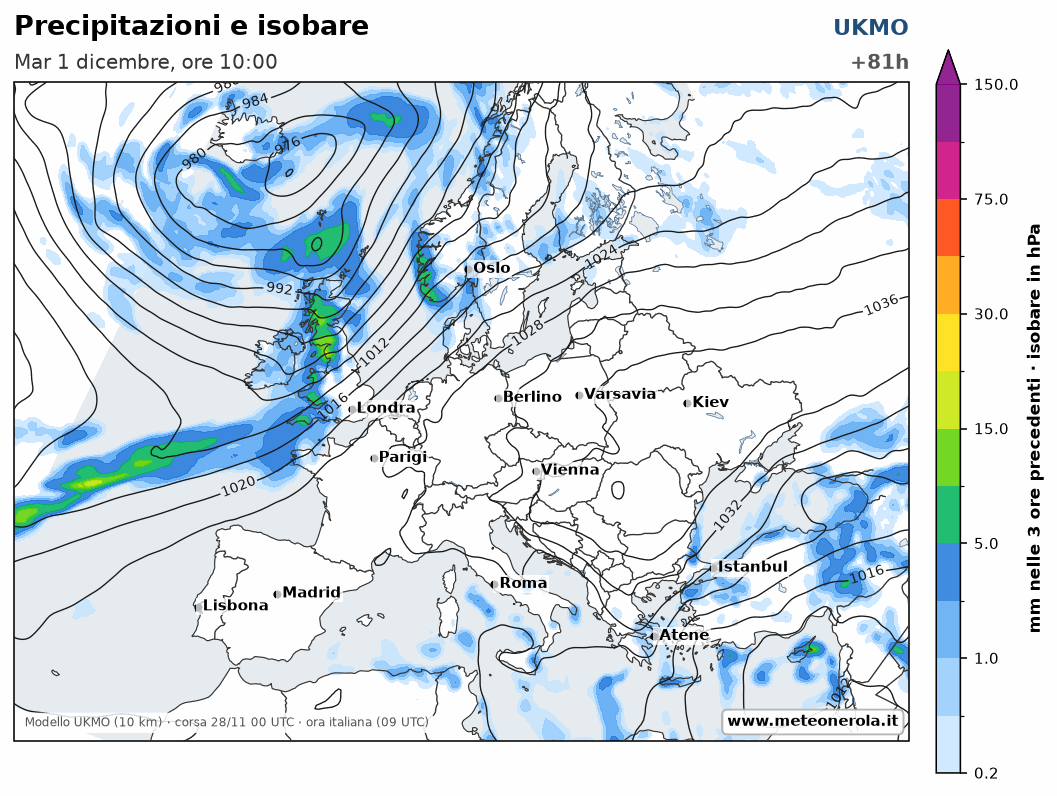 Precipitazioni e isobare
UKMO
Mar 1 dicembre, ore 10:00
+81h
984
976
980
992
1012
1016
1020
1024
1028
1036
1032
1016
1012
Oslo
Londra
Berlino
Varsavia
Kiev
Parigi
Vienna
Istanbul
Roma
Madrid
Lisbona
Atene
Modello UKMO (10 km) · corsa 28/11 00 UTC · ora italiana (09 UTC)
www.meteonerola.it
150.0
75.0
30.0
15.0
5.0
1.0
0.2
mm nelle 3 ore precedenti · isobare in hPa